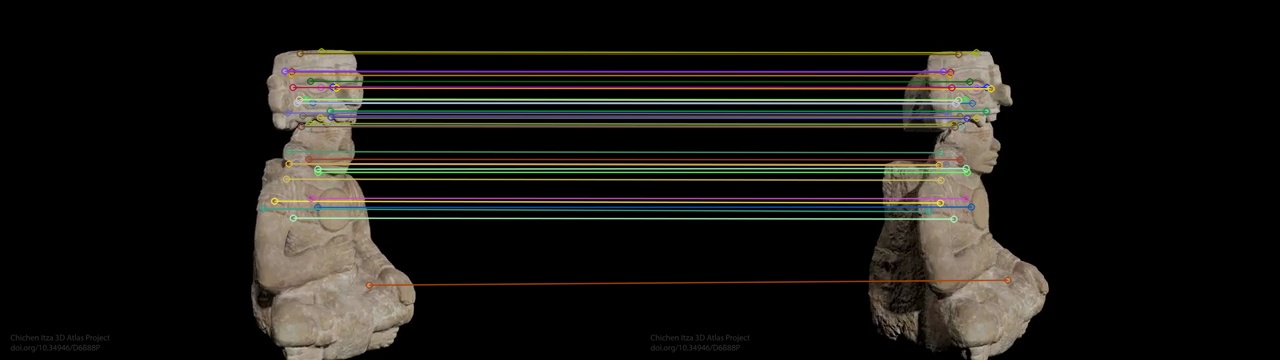 Chichen Itza 3D Atlas Project
doi.org/10.34946/D6B88P
Chichen Itza 3D Atlas Project
doi.org/10.34946/D6B88P